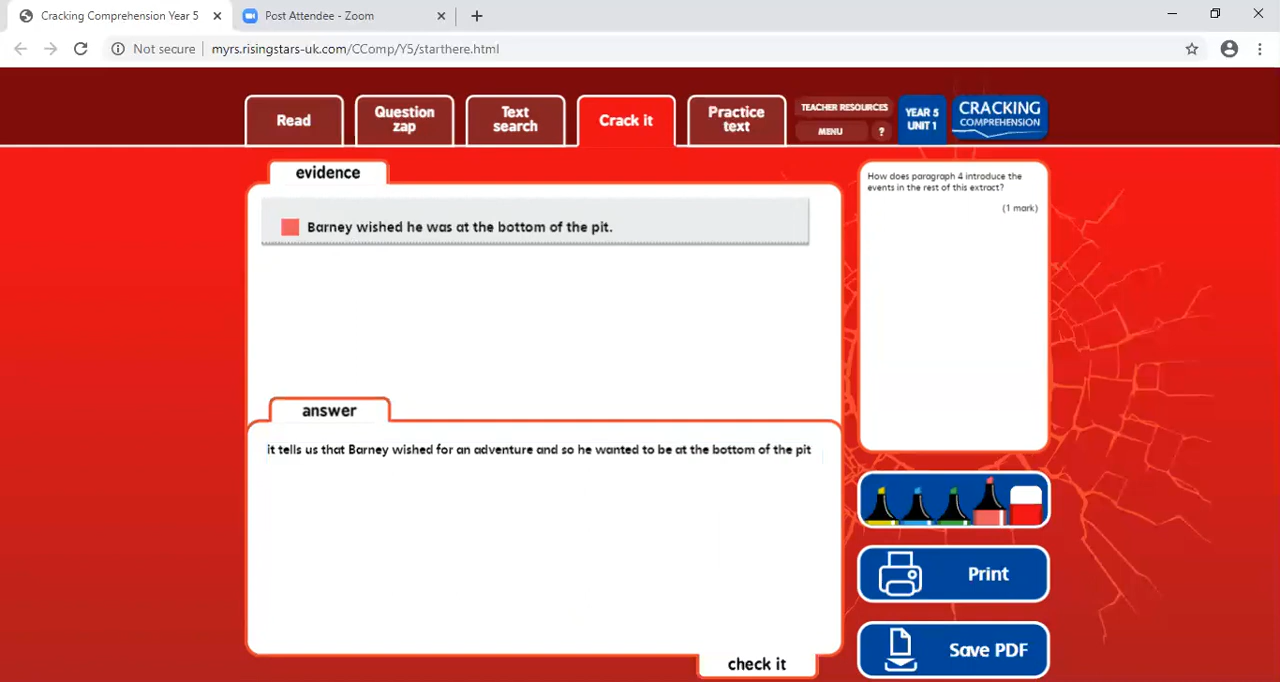 Cracking Comprehension Year 5
Post Attendee - Zoom
Not secure
myrs.risingstars-uk.com/CComp/Y5/starthere.html
Read
Question
zap
Text
search
Crack it
Practice
text
TEACHER RESOURCES
MENU
?
YEAR 5
UNIT 1
CRACKING
COMPREHENSION
evidence
Barney wished he was at the bottom of the pit.
How does paragraph 4 introduce the
events in the rest of this extract?
(1 mark)
answer
it tells us that Barney wished for an adventure and so he wanted to be at the bottom of the pit
Print
Save PDF
check it